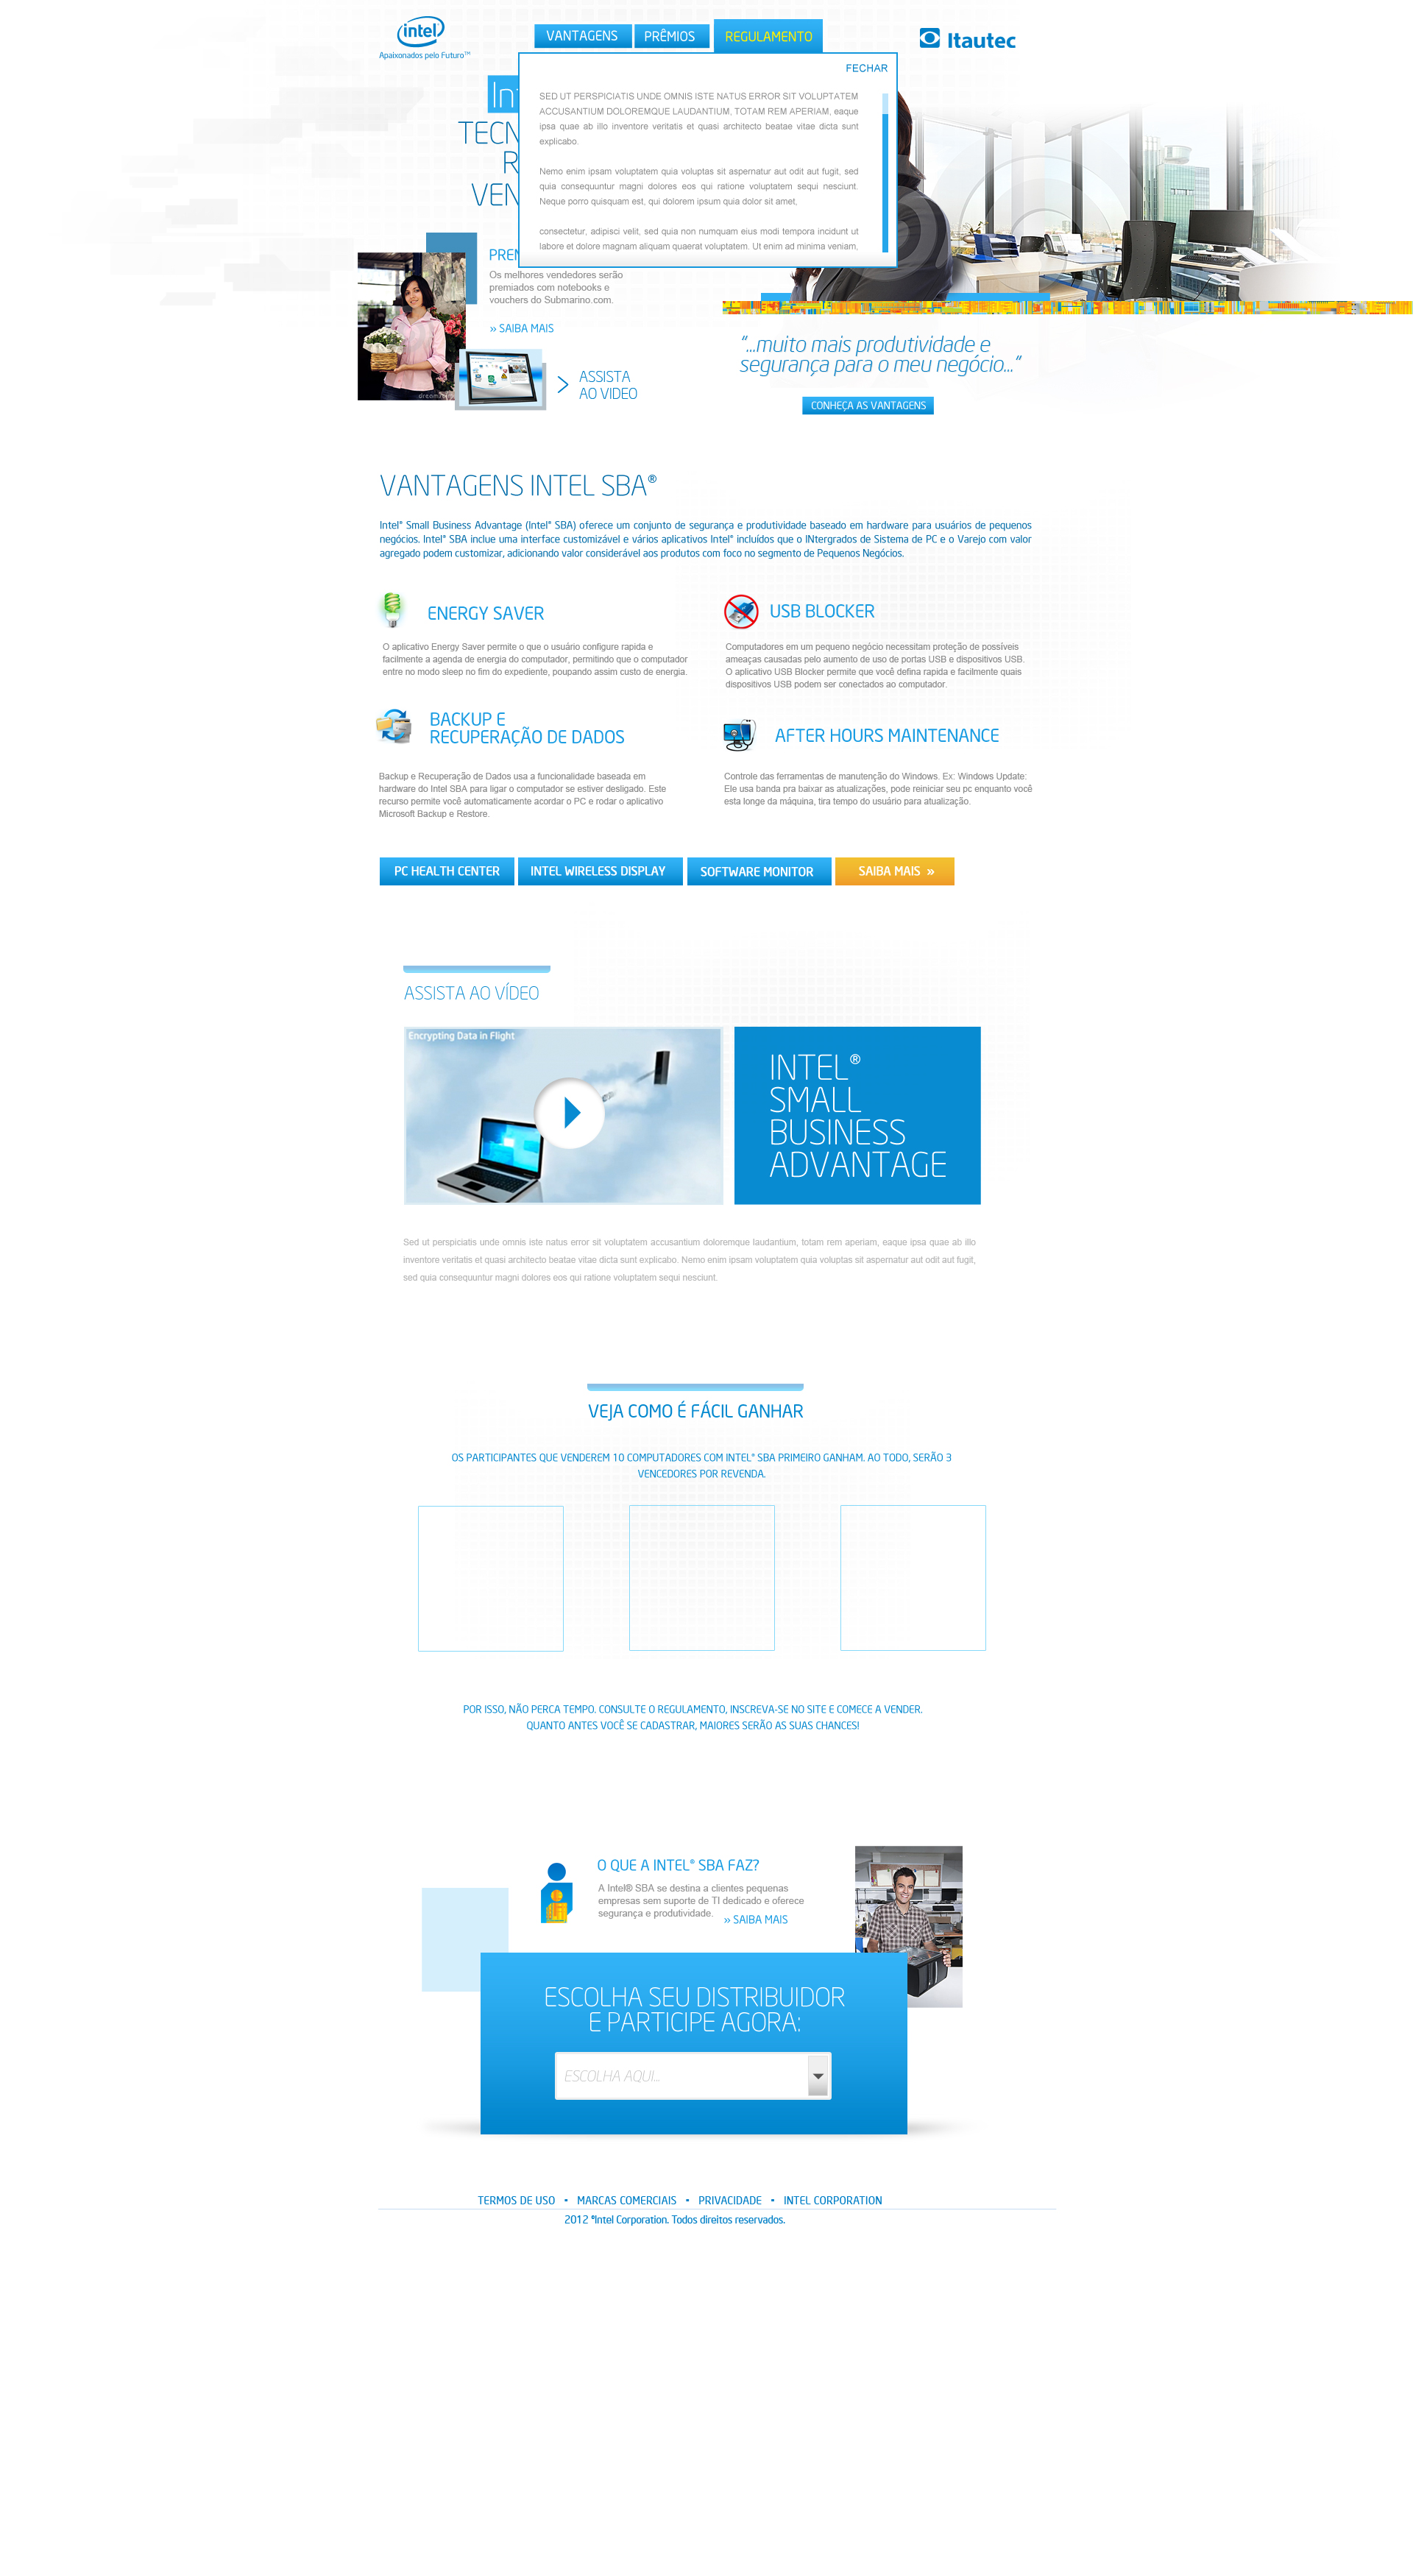 intel
Apaixonados pelo Futuro™
VANTAGENS
PRÊMIOS
REGULAMENTO
Itautec
FECHAR
SED UT PERSPICIATIS UNDE OMNIS ISTE NATUS ERROR SIT VOLUPTATEM
ACCUSANTIUM DOLOREMQUE LAUDANTIUM, TOTAM REM APERIAM, eaque
ipsa quae ab illo inventore veritatis et quasi architecto beatae vitae dicta sunt
explicabo.
Nemo enim ipsam voluptatem quia voluptas sit aspernatur aut odit aut fugit, sed
quia consequuntur magni dolores eos qui ratione voluptatem sequi nesciunt.
Neque porro quisquam est, qui dolorem ipsum quia dolor sit amet,
consectetur, adipisci velit, sed quia non numquam eius modi tempora incidunt ut
labore et dolore magnam aliquam quaerat voluptatem. Ut enim ad minima veniam,
TECN
R
VEN
PREM
Os melhores vendedores serão
premiados com notebooks e
vouchers do Submarino.com.
» SAIBA MAIS
ASSISTA
AO VIDEO
"...muito mais produtividade e
segurança para o meu negócio..."
CONHEÇA AS VANTAGENS
VANTAGENS INTEL SBA®
Intel® Small Business Advantage (Intel® SBA) oferece um conjunto de segurança e produtividade baseado em hardware para usuários de pequenos
negócios. Intel® SBA inclue uma interface customizável e vários aplicativos Intel® incluídos que o INtergrados de Sistema de PC e o Varejo com valor
agregado podem customizar, adicionando valor considerável aos produtos com foco no segmento de Pequenos Negócios.
ENERGY SAVER
O aplicativo Energy Saver permite o que o usuário configure rapida e
facilmente a agenda de energia do computador, permitindo que o computador
entre no modo sleep no fim do expediente, poupando assim custo de energia.
USB BLOCKER
Computadores em um pequeno negócio necessitam proteção de possíveis
ameaças causadas pelo aumento de uso de portas USB e dispositivos USB.
O aplicativo USB Blocker permite que você defina rapida e facilmente quais
dispositivos USB podem ser conectados ao computador.
BACKUP E
RECUPERAÇÃO DE DADOS
Backup e Recuperação de Dados usa a funcionalidade baseada em
hardware do Intel SBA para ligar o computador se estiver desligado. Este
recurso permite você automaticamente acordar o PC e rodar o aplicativo
Microsoft Backup e Restore.
AFTER HOURS MAINTENANCE
Controle das ferramentas de manutenção do Windows. Ex: Windows Update:
Ele usa banda pra baixar as atualizações, pode reiniciar seu pc enquanto você
esta longe da máquina, tira tempo do usuário para atualização.
PC HEALTH CENTER
INTEL WIRELESS DISPLAY
SOFTWARE MONITOR
SAIBA MAIS »
ASSISTA AO VÍDEO
Encrypting Data in Flight
INTEL®
SMALL
BUSINESS
ADVANTAGE
Sed ut perspiciatis unde omnis iste natus error sit voluptatem accusantium doloremque laudantium, totam rem aperiam, eaque ipsa quae ab illo
inventore veritatis et quasi architecto beatae vitae dicta sunt explicabo. Nemo enim ipsam voluptatem quia voluptas sit aspernatur aut odit aut fugit,
sed quia consequuntur magni dolores eos qui ratione voluptatem sequi nesciunt.
VEJA COMO É FÁCIL GANHAR
OS PARTICIPANTES QUE VENDEREM 10 COMPUTADORES COM INTEL® SBA PRIMEIRO GANHAM. AO TODO, SERÃO 3
VENCEDORES POR REVENDA.
POR ISSO, NÃO PERCA TEMPO. CONSULTE O REGULAMENTO, INSCREVA-SE NO SITE E COMECE A VENDER.
QUANTO ANTES VOCÊ SE CADASTRAR, MAIORES SERÃO AS SUAS CHANCES!
O QUE A INTEL® SBA FAZ?
A Intel® SBA se destina a clientes pequenas
empresas sem suporte de TI dedicado e oferece
segurança e produtividade.
» SAIBA MAIS
ESCOLHA SEU DISTRIBUIDOR
E PARTICIPE AGORA:
ESCOLHA AQUI...
TERMOS DE USO • MARCAS COMERCIAIS • PRIVACIDADE • INTEL CORPORATION
2012 ©Intel Corporation. Todos direitos reservados.